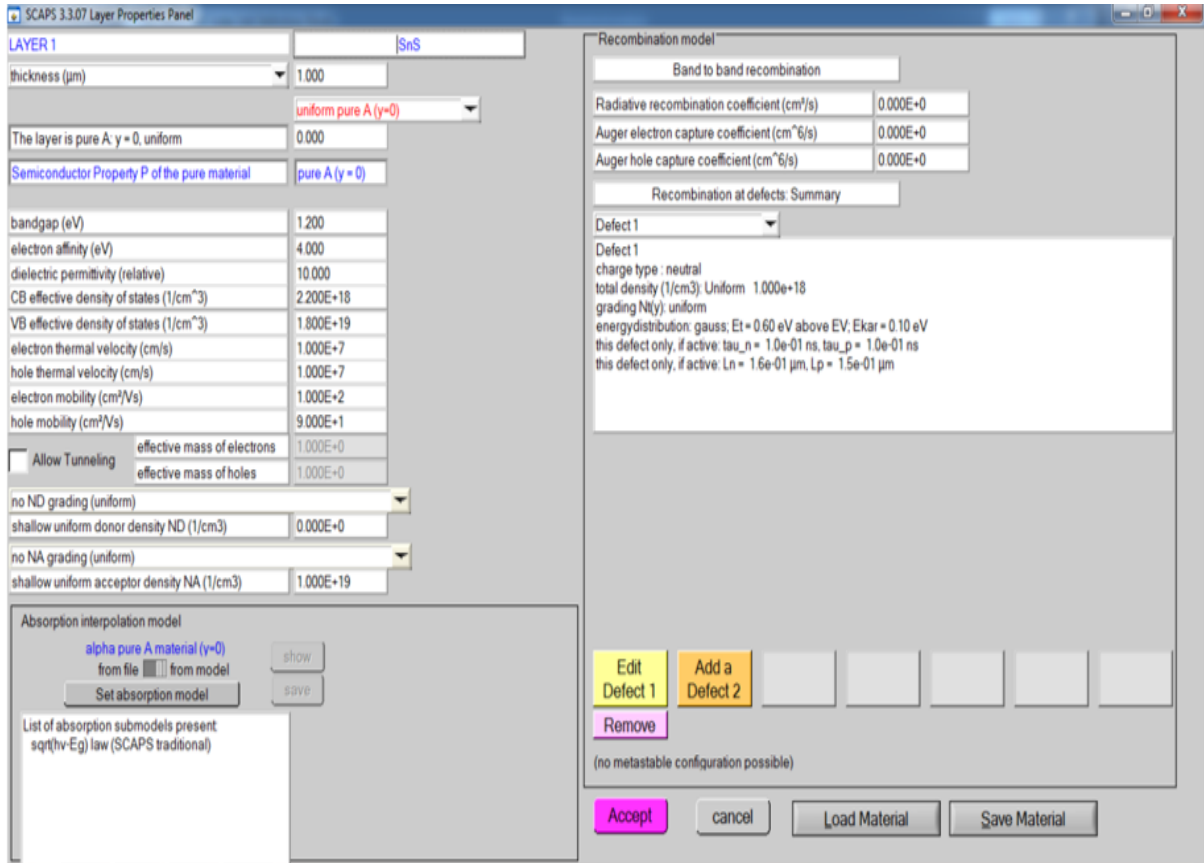 SCAPS 3.3.07 Layer Properties Panel
LAYER 1 SnS
thickness (µm) 1.000
uniform pure A (y=0)
The layer is pure A: y = 0, uniform 0.000
Semiconductor Property P of the pure material pure A (y = 0)
bandgap (eV) 1.200
electron affinity (eV) 4.000
dielectric permittivity (relative) 10.000
CB effective density of states (1/cm^3) 2.200E+18
VB effective density of states (1/cm^3) 1.800E+19
electron thermal velocity (cm/s) 1.000E+7
hole thermal velocity (cm/s) 1.000E+7
electron mobility (cm²/Vs) 1.000E+2
hole mobility (cm²/Vs) 9.000E+1
Allow Tunneling
effective mass of electrons 1.000E+0
effective mass of holes 1.000E+0
no ND grading (uniform)
shallow uniform donor density ND (1/cm3) 0.000E+0
no NA grading (uniform)
shallow uniform acceptor density NA (1/cm3) 1.000E+19
Absorption interpolation model
alpha pure A material (y=0)
from file from model
show
Set absorption model
save
List of absorption submodels present
sqrt(hv-Eg) law (SCAPS traditional)
Recombination model
Band to band recombination
Radiative recombination coefficient (cm³/s) 0.000E+0
Auger electron capture coefficient (cm^6/s) 0.000E+0
Auger hole capture coefficient (cm^6/s) 0.000E+0
Recombination at defects: Summary
Defect 1
Defect 1
charge type : neutral
total density (1/cm3): Uniform 1.000e+18
grading Nt(y): uniform
energydistribution: gauss; Et = 0.60 eV above EV; Ekar = 0.10 eV
this defect only, if active: tau_n = 1.0e-01 ns, tau_p = 1.0e-01 ns
this defect only, if active: Ln = 1.6e-01 µm, Lp = 1.5e-01 µm
Edit
Defect 1
Add a
Defect 2
Remove
(no metastable configuration possible)
Accept
cancel
Load Material
Save Material